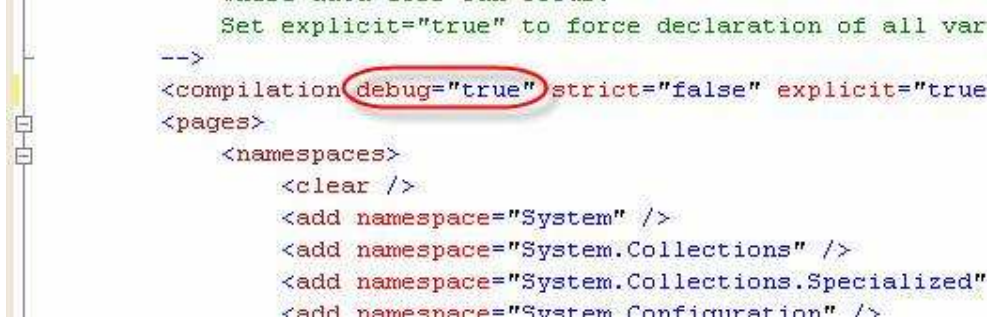 Set explicit="true" to force declaration of all var
-->
<compilation debug="true" strict="false" explicit="true
<pages>
<namespaces>
<clear />
<add namespace="System" />
<add namespace="System.Collections" />
<add namespace="System.Collections.Specialized"
<add namespace="System.Configuration" />